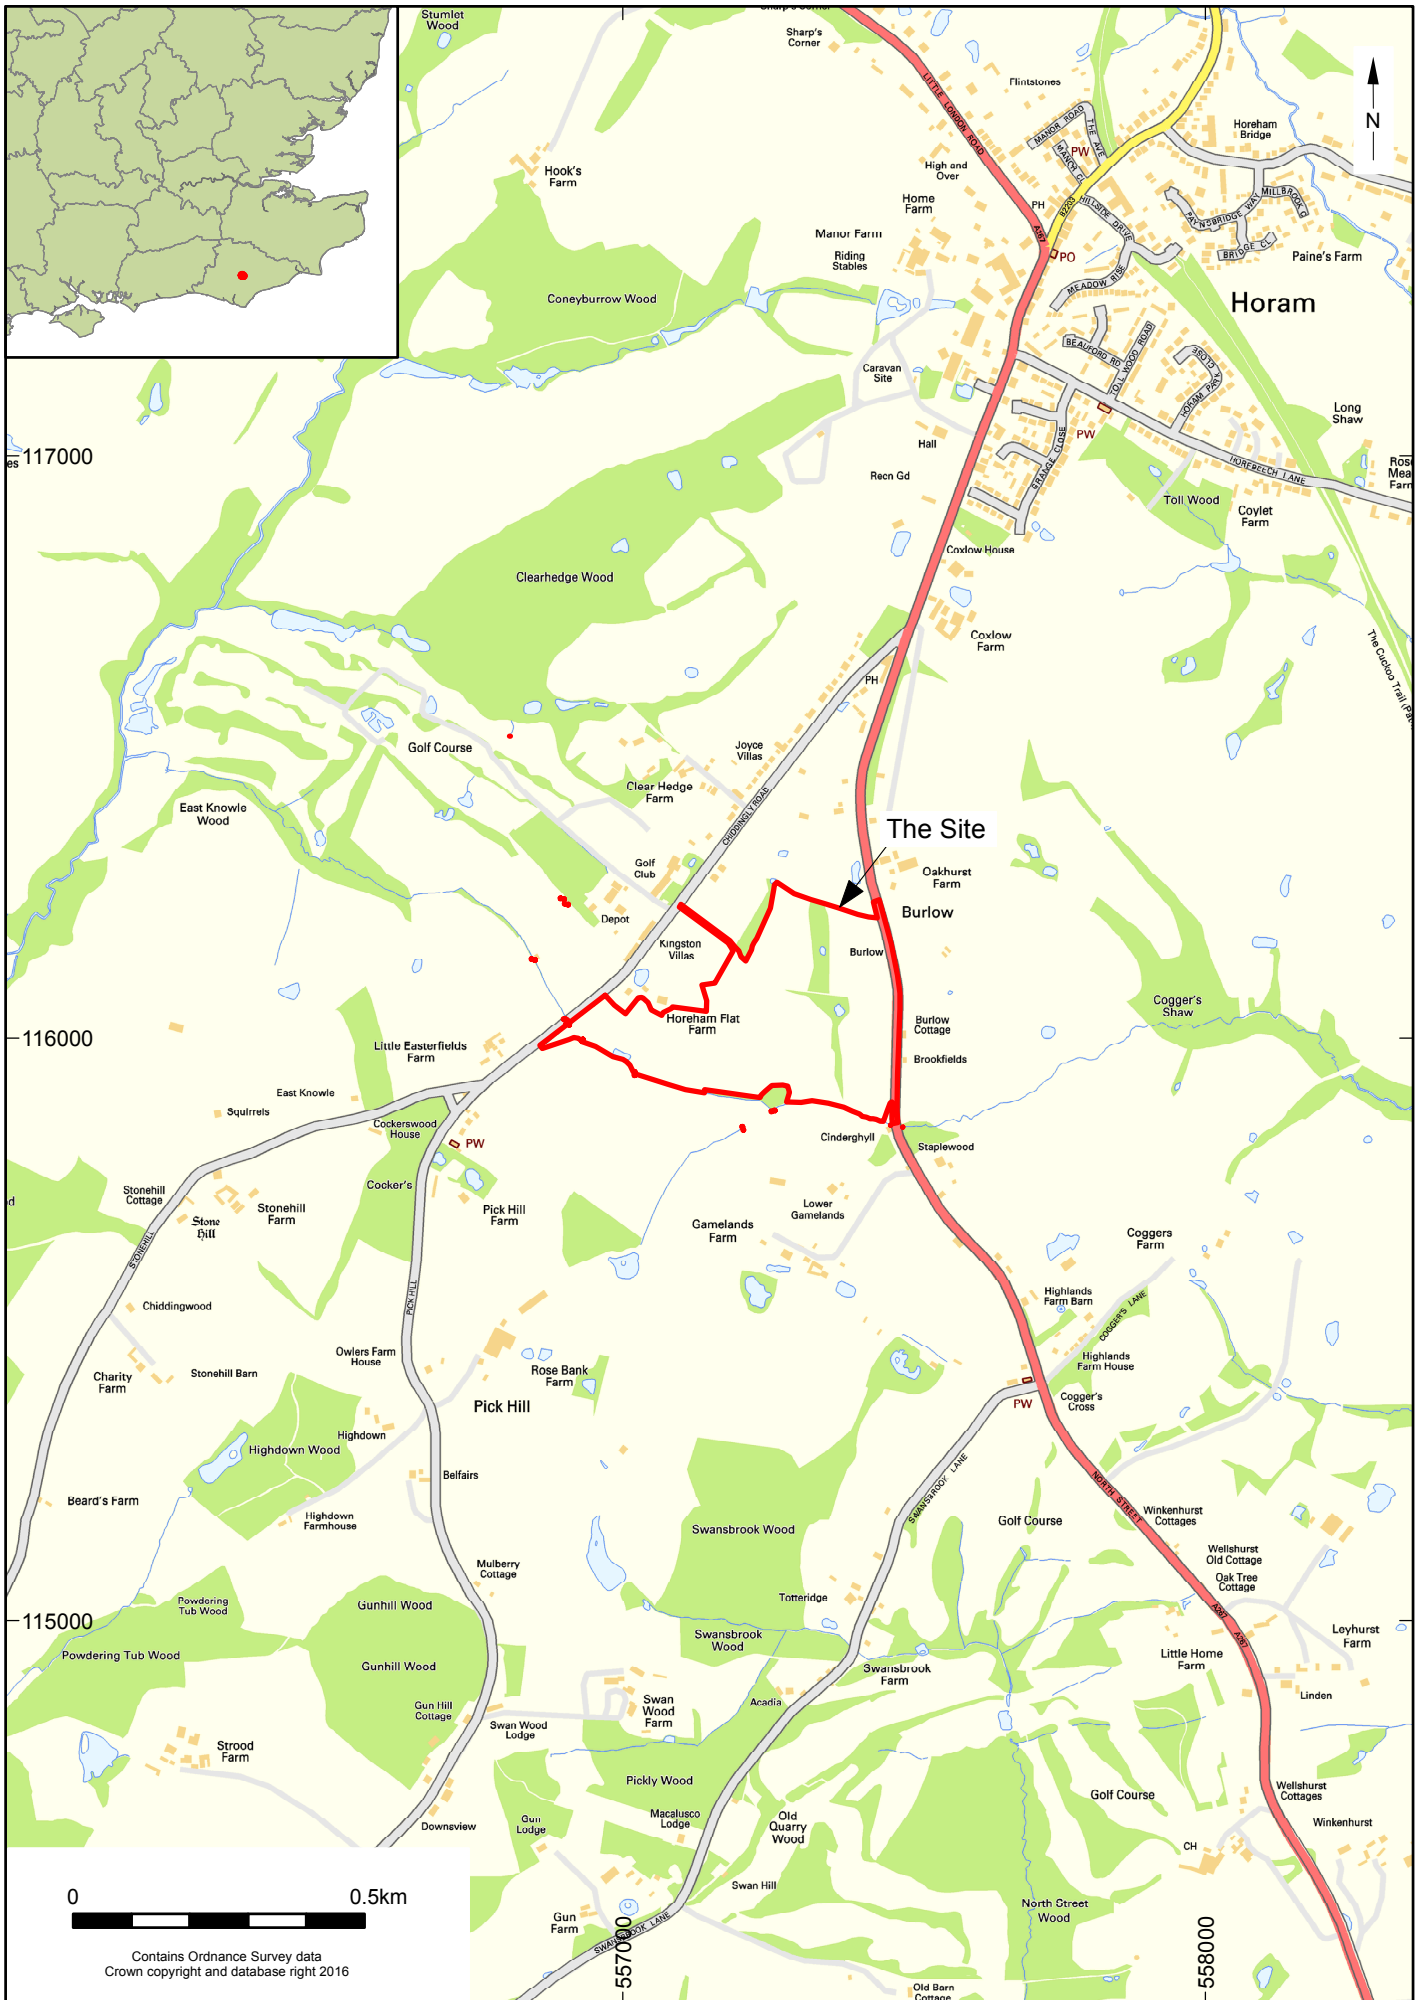 Stumlet
Wood
Sharp's
Corner
LITTLE LONDON ROAD
Flintstones
MANOR ROAD
THE AVE
MANOR CL
PW
Horeham
Bridge
N
Hook's
Farm
High and
Over
Home
Farm
PH
A267
B2203
HILLSIDE DRIVE
PAYNSBRIDGE WAY
MILLBROOK C
BRIDGE CL
Manor Farm
Riding
Stables
PO
MEADOW RISE
Paine's Farm
Coneyburrow Wood
Horam
BEAUFORD RD
TOLL WOOD ROAD
HORAM PARK CLOSE
Caravan
Site
Long
Shaw
Hall
PW
GRANGE CLOSE
HOREBEECH LANE
117000
es
Recn Gd
Rose
Mea
Farm
Toll Wood
Coylet
Farm
Coxlow House
Clearhedge Wood
Coxlow
Farm
The Cuckoo Trail (Pat
PH
Golf Course
Joyce
Villas
Clear Hedge
Farm
CHIDDINGLY ROAD
East Knowle
Wood
The Site
Golf
Club
Oakhurst
Farm
Depot
Burlow
Kingston
Villas
Burlow
Cogger's
Shaw
116000
Horeham Flat
Farm
Burlow
Cottage
Little Easterfields
Farm
Brookfields
East Knowle
Squirrels
Cockerswood
House
PW
Cinderghyll
Staplewood
Cocker's
Stonehill
Cottage
Stone
Hill
Stonehill
Farm
Pick Hill
Farm
Lower
Gamelands
Gamelands
Farm
Coggers
Farm
STONEHILL
PICK HILL
Chiddingwood
Highlands
Farm Barn
COGGER'S LANE
Owlers Farm
House
Highlands
Farm House
Charity
Farm
Stonehill Barn
Rose Bank
Farm
Pick Hill
PW
Cogger's
Cross
Highdown
Highdown Wood
Belfairs
SWANSBROOK LANE
NORTH STREET
Beard's Farm
Highdown
Farmhouse
Swansbrook Wood
Golf Course
Winkenhurst
Cottages
Mulberry
Cottage
Wellshurst
Old Cottage
Oak Tree
Cottage
Powdering
Tub Wood
Gunhill Wood
Totteridge
115000
A267
A267
Swansbrook
Wood
Leyhurst
Farm
Powdering Tub Wood
Gunhill Wood
Little Home
Farm
Swansbrook
Farm
Gun Hill
Cottage
Swan
Wood
Farm
Acadia
Linden
Swan Wood
Lodge
Strood
Farm
Pickly Wood
Golf Course
Wellshurst
Cottages
Macalusco
Lodge
Old
Quarry
Wood
Gun
Lodge
Downsview
Winkenhurst
CH
Swan Hill
0 0.5km
North Street
Wood
Gun
Farm
SWANSBROOK LANE
557000
558000
Contains Ordnance Survey data
Crown copyright and database right 2016
Old Barn
Cottage